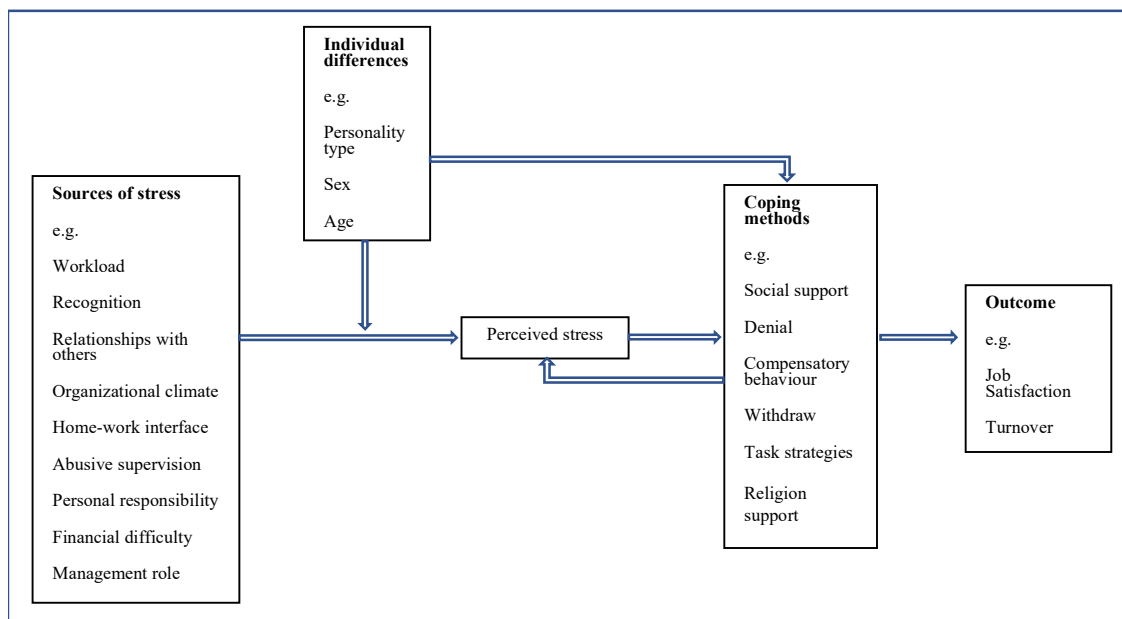 Individual
differences
e.g.
Personality
type
Sex
Age
Sources of stress
e.g.
Workload
Recognition
Relationships with
others
Organizational climate
Home-work interface
Abusive supervision
Personal responsibility
Financial difficulty
Management role
Perceived stress
Coping
methods
e.g.
Social support
Denial
Compensatory
behaviour
Withdraw
Task strategies
Religion
support
Outcome
e.g.
Job
Satisfaction
Turnover